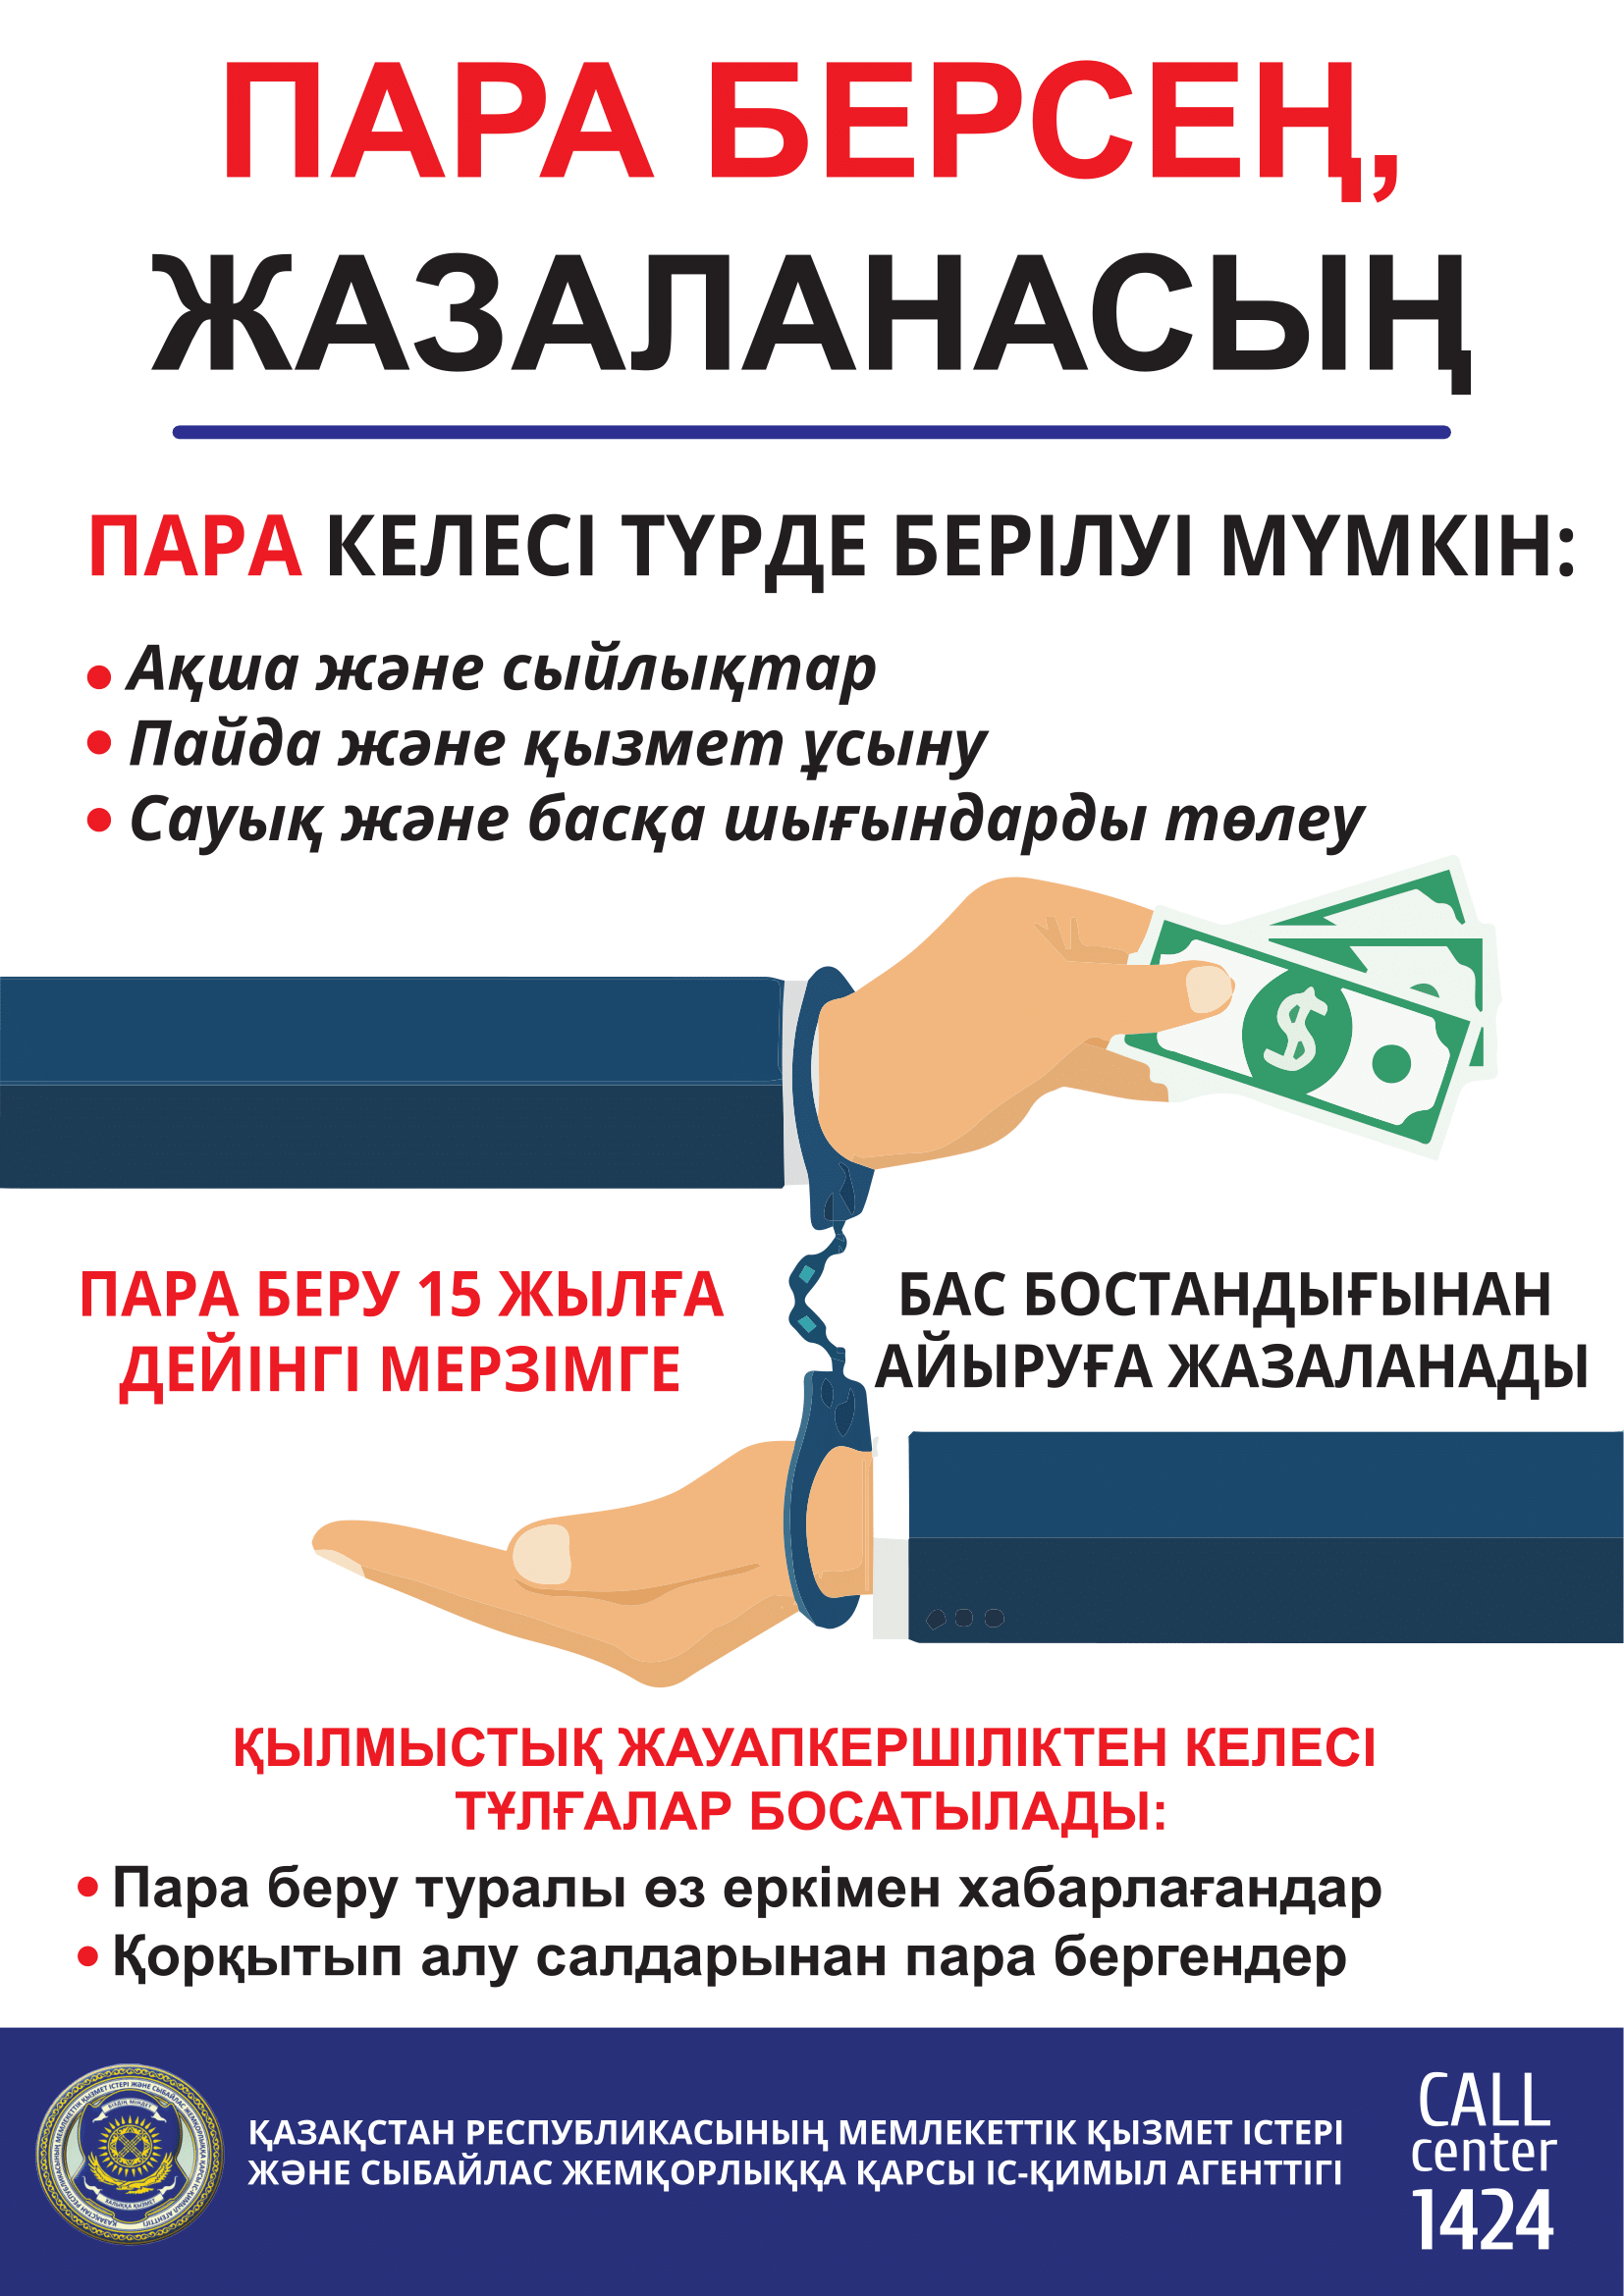 ПАРА БЕРСЕҢ,
ЖАЗАЛАНАСЫҢ
ПАРА КЕЛЕСІ ТҮРДЕ БЕРІЛУІ МҮМКІН:
• Ақша және сыйлықтар
• Пайда және қызмет ұсыну
• Сауық және басқа шығындарды төлеу
$
ПАРА БЕРУ 15 ЖЫЛҒА
ДЕЙІНГІ МЕРЗІМГЕ
БАС БОСТАНДЫҒЫНАН
АЙЫРУҒА ЖАЗАЛАНАДЫ
ҚЫЛМЫСТЫҚ ЖАУАПКЕРШІЛІКТЕН КЕЛЕСІ
ТҰЛҒАЛАР БОСАТЫЛАДЫ:
• Пара беру туралы өз еркімен хабарлағандар
• Қорқытып алу салдарынан пара бергендер
ҚАЗАҚСТАН РЕСПУБЛИКАСЫНЫҢ МЕМЛЕКЕТТІК ҚЫЗМЕТ ІСТЕРІ
ЖӘНЕ СЫБАЙЛАС ЖЕМҚОРЛЫҚҚА ҚАРСЫ ІС-ҚИМЫЛ АГЕНТТІГІ
CALL
center
1424